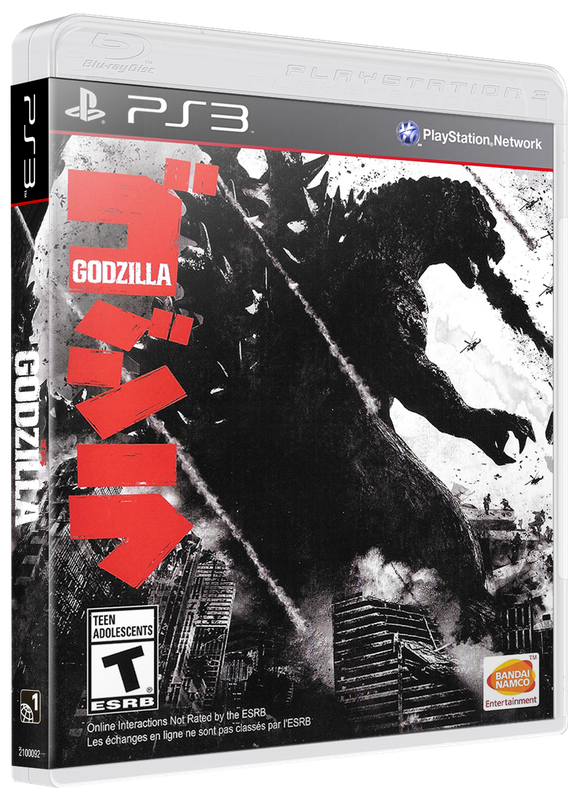 Blu-ray Disc
PLAYSTATION 3
PS3
PS3
PlayStation Network
ゴジラ
GODZILLA
GODZILLA
TEEN
ADOLESCENTS
T
ESRB
Online Interactions Not Rated by the ESRB
Les échanges en ligne ne sont pas classés par l'ESRB
BANDAI
NAMCO
Entertainment
1
2100092